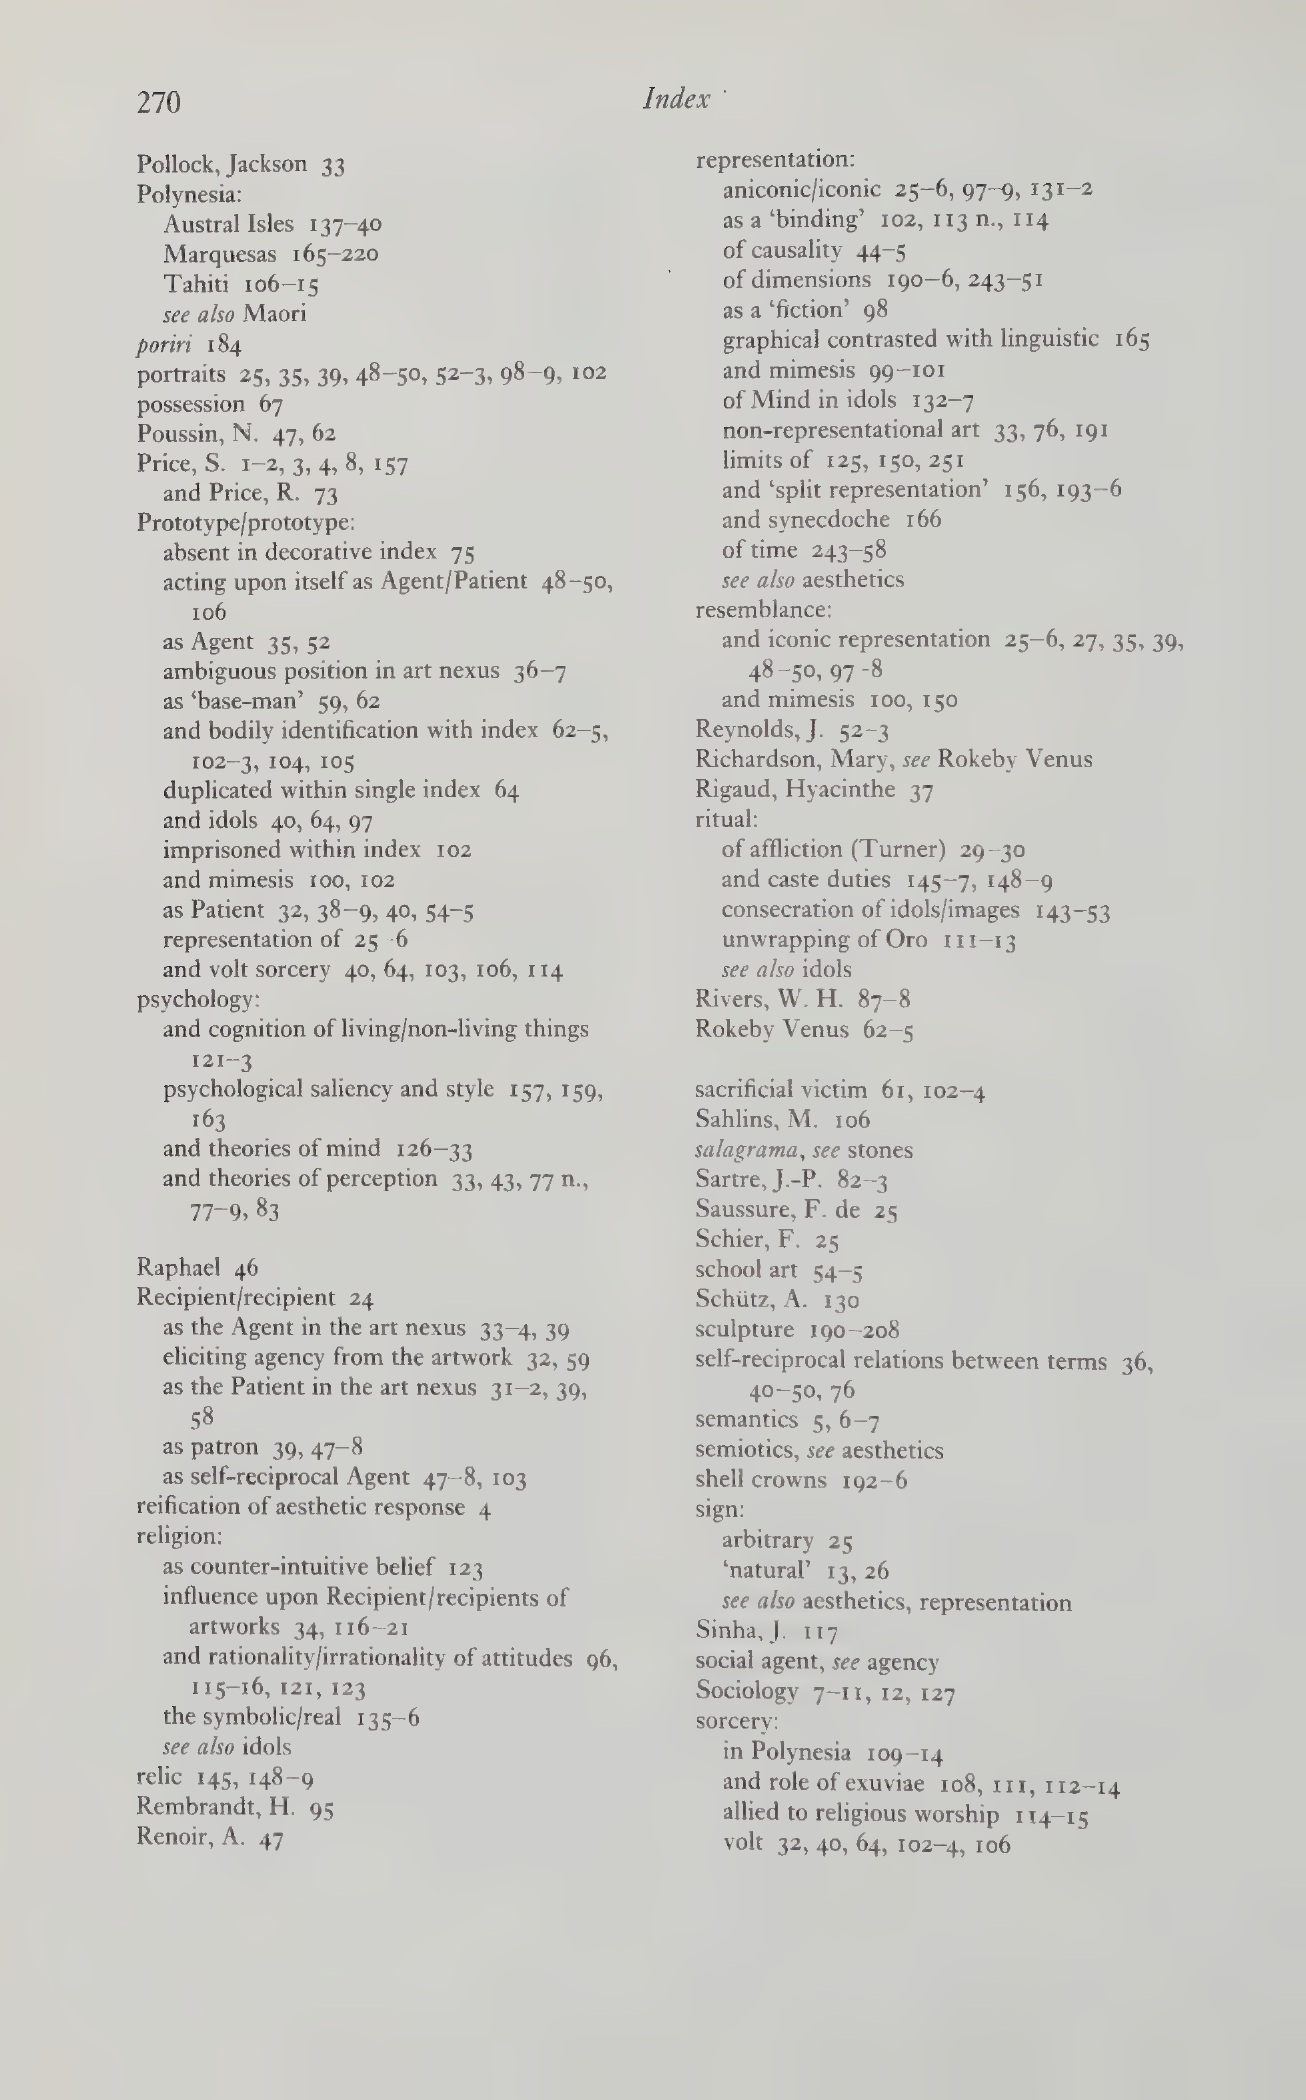 270
Index
Pollock, Jackson 33
Polynesia:
Austral Isles 137–40
Marquesas 165–220
Tahiti 106–15
see also Maori
poriri 184
portraits 25, 35, 39, 48–50, 52–3, 98–9, 102
possession 67
Poussin, N. 47, 62
Price, S. 1–2, 3, 4, 8, 157
and Price, R. 73
Prototype/prototype:
absent in decorative index 75
acting upon itself as Agent/Patient 48–50,
106
as Agent 35, 52
ambiguous position in art nexus 36–7
as ‘base-man’ 59, 62
and bodily identification with index 62–5,
102–3, 104, 105
duplicated within single index 64
and idols 40, 64, 97
imprisoned within index 102
and mimesis 100, 102
as Patient 32, 38–9, 40, 54–5
representation of 25–6
and volt sorcery 40, 64, 103, 106, 114
psychology:
and cognition of living/non-living things
121–3
psychological saliency and style 157, 159,
163
and theories of mind 126–33
and theories of perception 33, 43, 77 n.,
77–9, 83
Raphael 46
Recipient/recipient 24
as the Agent in the art nexus 33–4, 39
eliciting agency from the artwork 32, 59
as the Patient in the art nexus 31–2, 39,
58
as patron 39, 47–8
as self-reciprocal Agent 47–8, 103
reification of aesthetic response 4
religion:
as counter-intuitive belief 123
influence upon Recipient/recipients of
artworks 34, 116–21
and rationality/irrationality of attitudes 96,
115–16, 121, 123
the symbolic/real 135–6
see also idols
relic 145, 148–9
Rembrandt, H. 95
Renoir, A. 47
representation:
aniconic/iconic 25–6, 97–9, 131–2
as a ‘binding’ 102, 113 n., 114
of causality 44–5
of dimensions 190–6, 243–51
as a ‘fiction’ 98
graphical contrasted with linguistic 165
and mimesis 99–101
of Mind in idols 132–7
non-representational art 33, 76, 191
limits of 125, 150, 251
and ‘split representation’ 156, 193–6
and synecdoche 166
of time 243–58
see also aesthetics
resemblance:
and iconic representation 25–6, 27, 35, 39,
48–50, 97–8
and mimesis 100, 150
Reynolds, J. 52–3
Richardson, Mary, see Rokeby Venus
Rigaud, Hyacinthe 37
ritual:
of affliction (Turner) 29–30
and caste duties 145–7, 148–9
consecration of idols/images 143–53
unwrapping of Oro 111–13
see also idols
Rivers, W. H. 87–8
Rokeby Venus 62–5
sacrificial victim 61, 102–4
Sahlins, M. 106
salagrama, see stones
Sartre, J.-P. 82–3
Saussure, F. de 25
Schier, F. 25
school art 54–5
Schütz, A. 130
sculpture 190–208
self-reciprocal relations between terms 36,
40–50, 76
semantics 5, 6–7
semiotics, see aesthetics
shell crowns 192–6
sign:
arbitrary 25
‘natural’ 13, 26
see also aesthetics, representation
Sinha, J. 117
social agent, see agency
Sociology 7–11, 12, 127
sorcery:
in Polynesia 109–14
and role of exuviae 108, 111, 112–14
allied to religious worship 114–15
volt 32, 40, 64, 102–4, 106